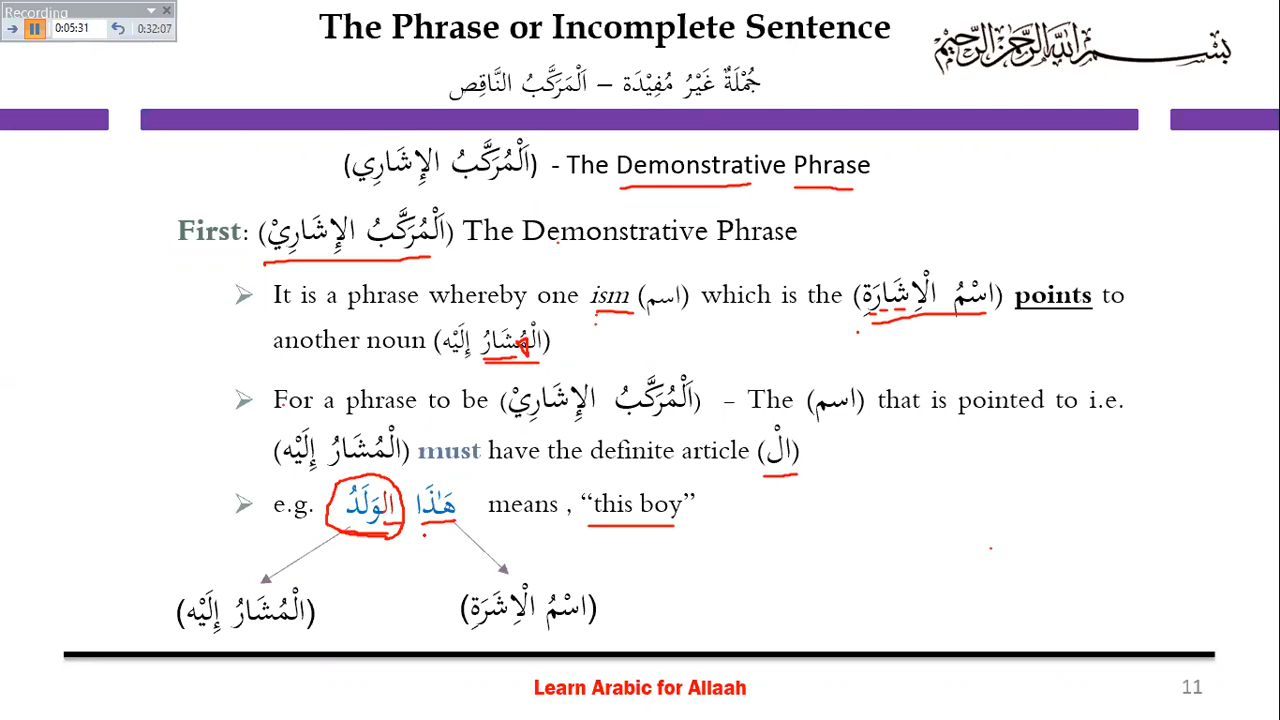 Recording
0:05:31
0:32:07
The Phrase or Incomplete Sentence
بِسْمِ اللهِ الرَّحْمٰنِ الرَّحِيْمِ
جُمْلَةٌ غَيْرُ مُفِيْدَة – اَلْمَرَكَّبُ النَّاقِص
(اَلْمُرَكَّبُ الإِشَارِي) - The Demonstrative Phrase
First: (اَلْمُرَكَّبُ الإِشَارِيْ) The Demonstrative Phrase
It is a phrase whereby one ism (اسم) which is the (اسْمُ الْاِشَارَةِ) points to
another noun (الْمُشَارُ إِلَيْه)
For a phrase to be (اَلْمُرَكَّبُ الإِشَارِيْ) – The (اسم) that is pointed to i.e.
(الْمُشَارُ إِلَيْه) must have the definite article (الْ)
e.g. هَـٰذَا الوَلَدُ means , “this boy”
(الْمُشَارُ إِلَيْه) (اسْمُ الْاِشَرَةِ)
Learn Arabic for Allaah
11